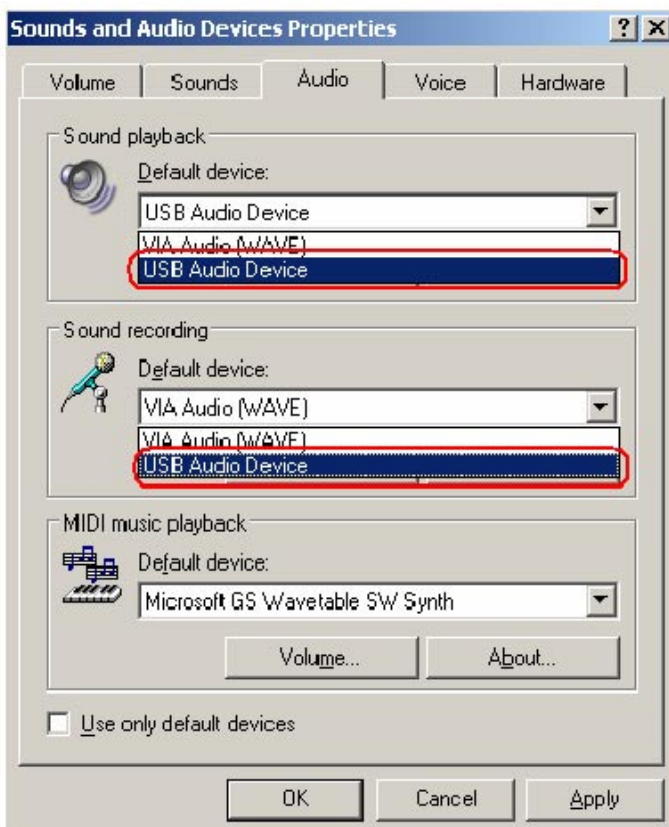 Sounds and Audio Devices Properties
Volume Sounds Audio Voice Hardware
Sound playback
Default device:
USB Audio Device
VIA Audio (WAVE)
USB Audio Device
Sound recording
Default device:
VIA Audio (WAVE)
VIA Audio (WAVE)
USB Audio Device
MIDI music playback
Default device:
Microsoft GS Wavetable SW Synth
Volume... About...
Use only default devices
OK Cancel Apply